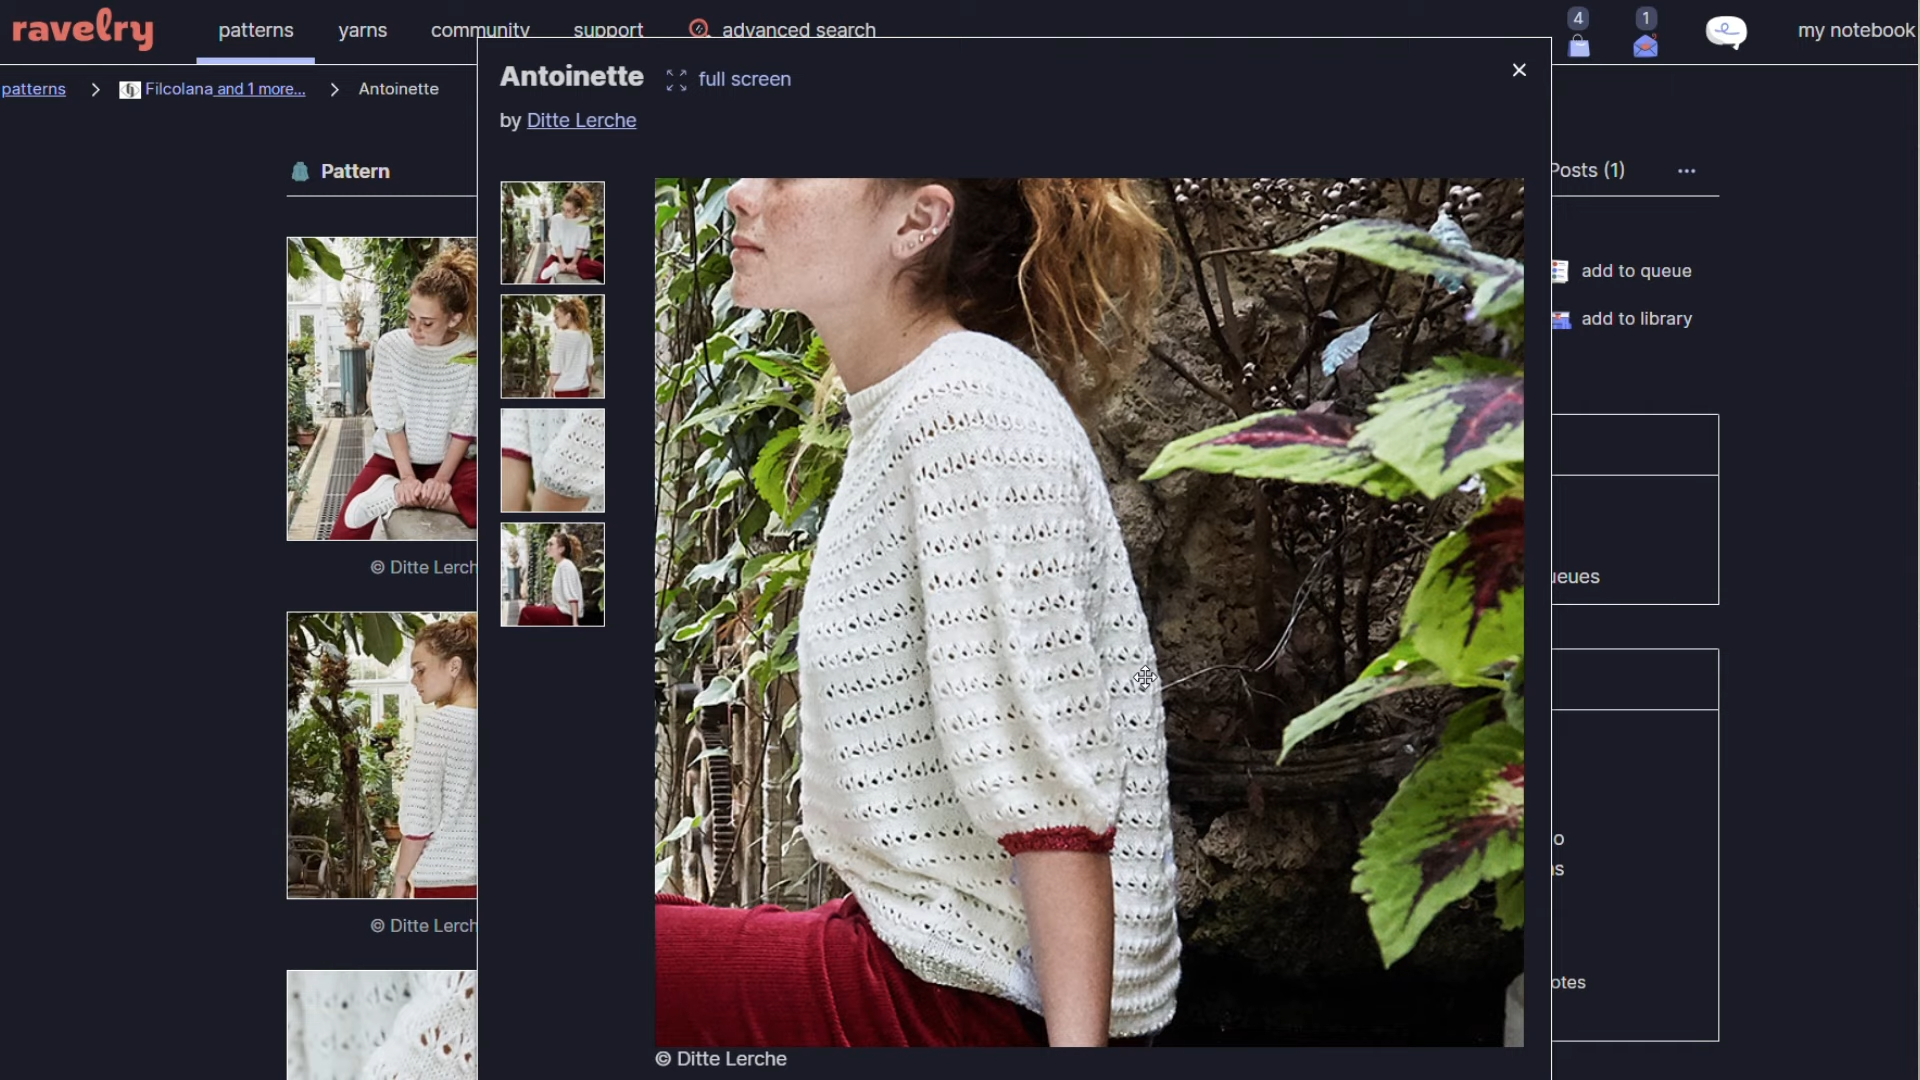 ravelry
patterns
yarns
community
support
advanced search
4
1
my notebook
patterns
Filcolana and 1 more...
Antoinette
Antoinette
full screen
by Ditte Lerche
Pattern
Posts (1)
...
add to queue
add to library
© Ditte Lerch
ueues
© Ditte Lerch
o
otes
© Ditte Lerche